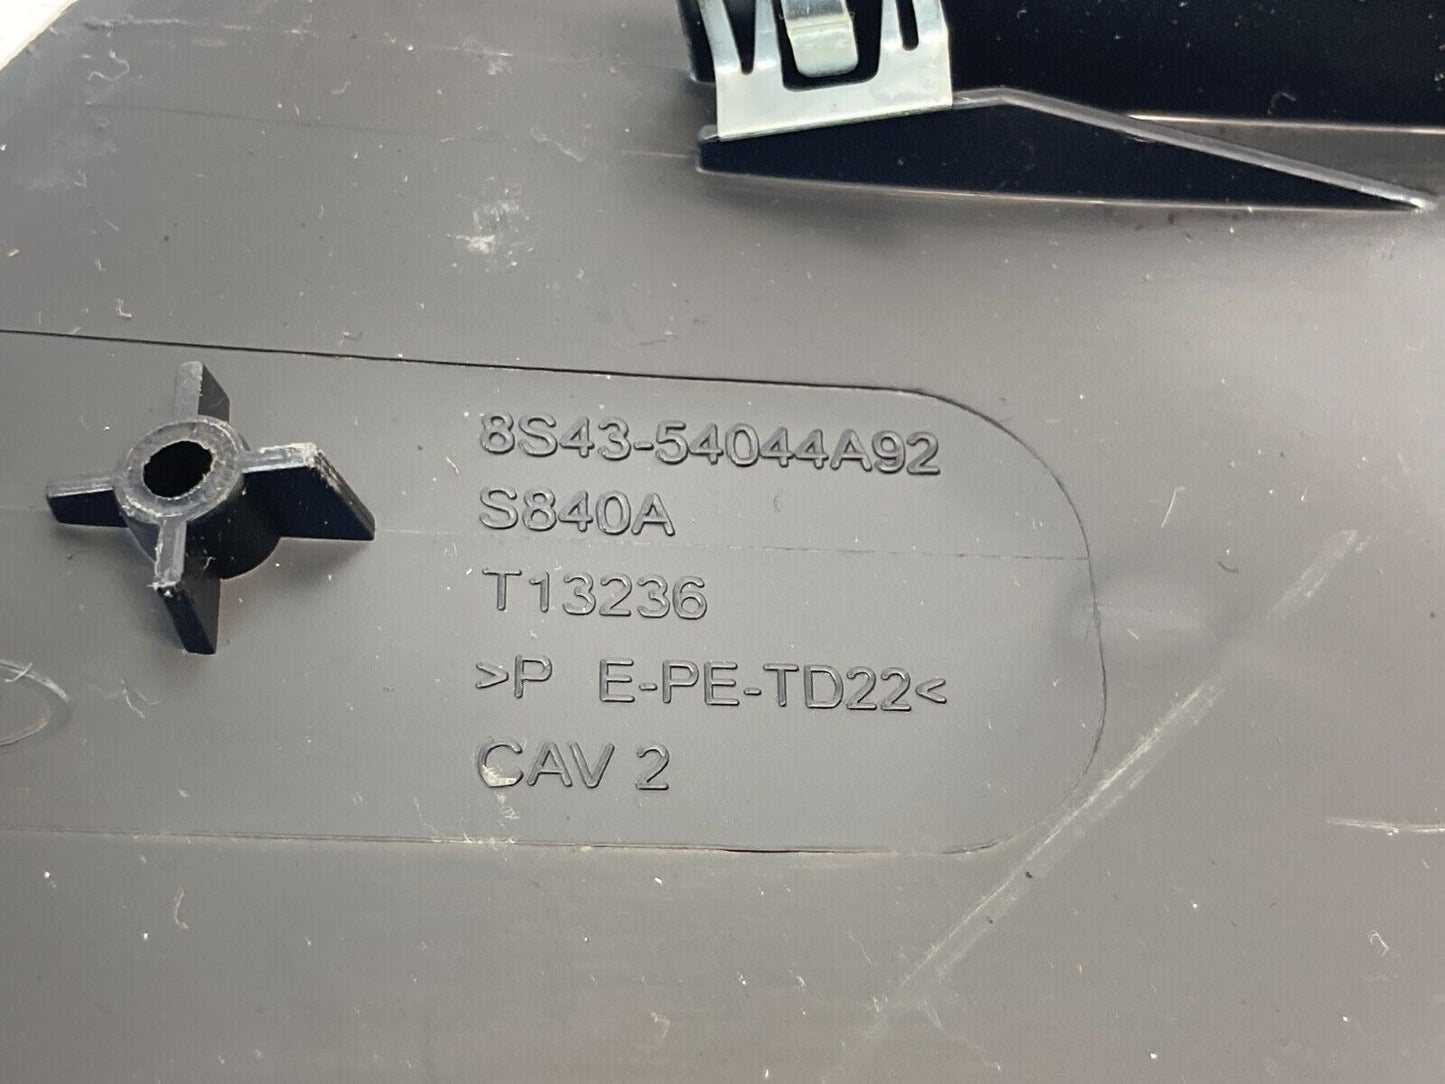 8S43-54044A92
S840A
T13236
>P E-PE-TD22<
CAV 2